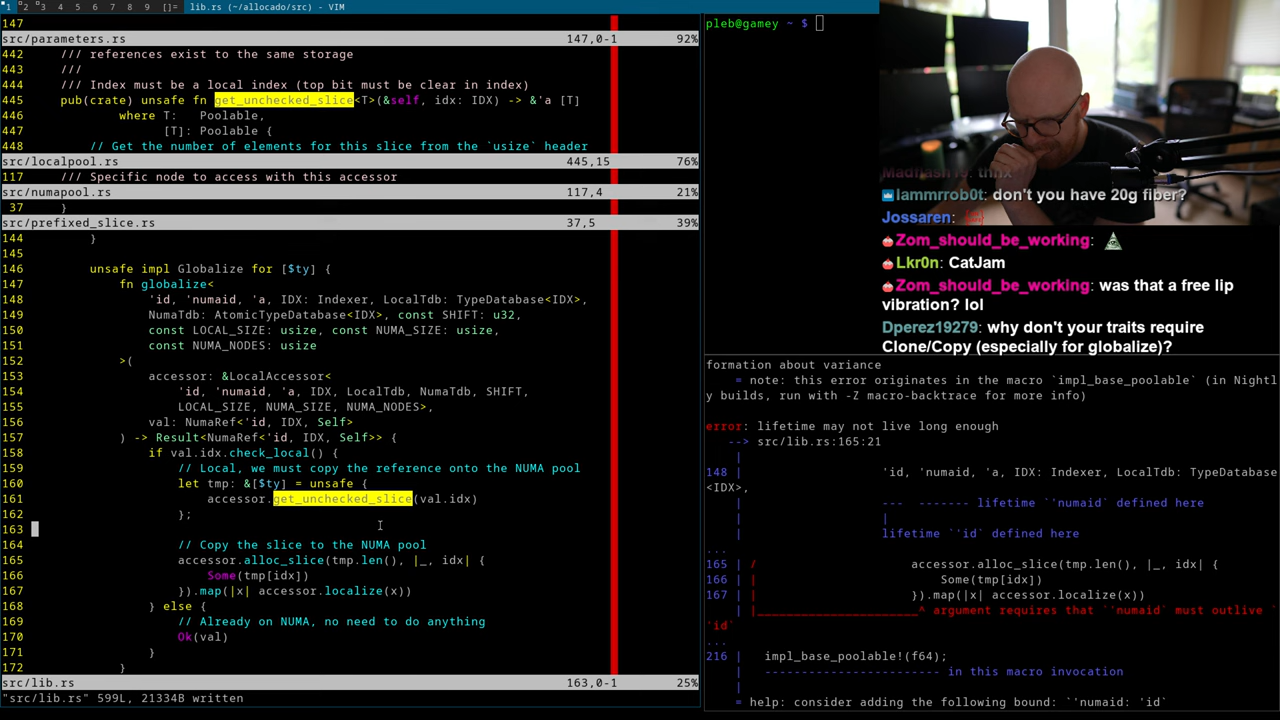 1 2 3 4 5 6 7 8 9 []= lib.rs (~/allocado/src) - VIM
147
src/parameters.rs 147,0-1 92%
442 /// references exist to the same storage
443 ///
444 /// Index must be a local index (top bit must be clear in index)
445 pub(crate) unsafe fn get_unchecked_slice<T>(&self, idx: IDX) -> &'a [T]
446 where T: Poolable,
447 [T]: Poolable {
448 // Get the number of elements for this slice from the `usize` header
src/localpool.rs 445,15 76%
117 /// Specific node to access with this accessor
src/numapool.rs 117,4 21%
37 }
src/prefixed_slice.rs 37,5 39%
144 }
145
146 unsafe impl Globalize for [$ty] {
147 fn globalize<
148 'id, 'numaid, 'a, IDX: Indexer, LocalTdb: TypeDatabase<IDX>,
149 NumaTdb: AtomicTypeDatabase<IDX>, const SHIFT: u32,
150 const LOCAL_SIZE: usize, const NUMA_SIZE: usize,
151 const NUMA_NODES: usize
152 >(
153 accessor: &LocalAccessor<
154 'id, 'numaid, 'a, IDX, LocalTdb, NumaTdb, SHIFT,
155 LOCAL_SIZE, NUMA_SIZE, NUMA_NODES>,
156 val: NumaRef<'id, IDX, Self>
157 ) -> Result<NumaRef<'id, IDX, Self>> {
158 if val.idx.check_local() {
159 // Local, we must copy the reference onto the NUMA pool
160 let tmp: &[$ty] = unsafe {
161 accessor.get_unchecked_slice(val.idx)
162 };
163
164 // Copy the slice to the NUMA pool
165 accessor.alloc_slice(tmp.len(), |_, idx| {
166 Some(tmp[idx])
167 }).map(|x| accessor.localize(x))
168 } else {
169 // Already on NUMA, no need to do anything
170 Ok(val)
171 }
172 }
src/lib.rs 163,0-1 25%
"src/lib.rs" 599L, 21334B written
pleb@gamey ~ $
Iammrrob0t: don't you have 20g fiber?
Jossaren:
Zom_should_be_working:
Lkr0n: CatJam
Zom_should_be_working: was that a free lip
vibration? lol
Dperez19279: why don't your traits require
Clone/Copy (especially for globalize)?
formation about variance
= note: this error originates in the macro `impl_base_poolable` (in Nightl
y builds, run with -Z macro-backtrace for more info)
error: lifetime may not live long enough
--> src/lib.rs:165:21
|
148 | 'id, 'numaid, 'a, IDX: Indexer, LocalTdb: TypeDatabase
<IDX>,
| --- ------- lifetime `'numaid` defined here
| |
| lifetime `'id` defined here
...
165 | / accessor.alloc_slice(tmp.len(), |_, idx| {
166 | | Some(tmp[idx])
167 | | }).map(|x| accessor.localize(x))
| |_____________________^ argument requires that `'numaid` must outlive `
'id`
...
216 | impl_base_poolable!(f64);
| ------------------------ in this macro invocation
|
= help: consider adding the following bound: `'numaid: 'id`